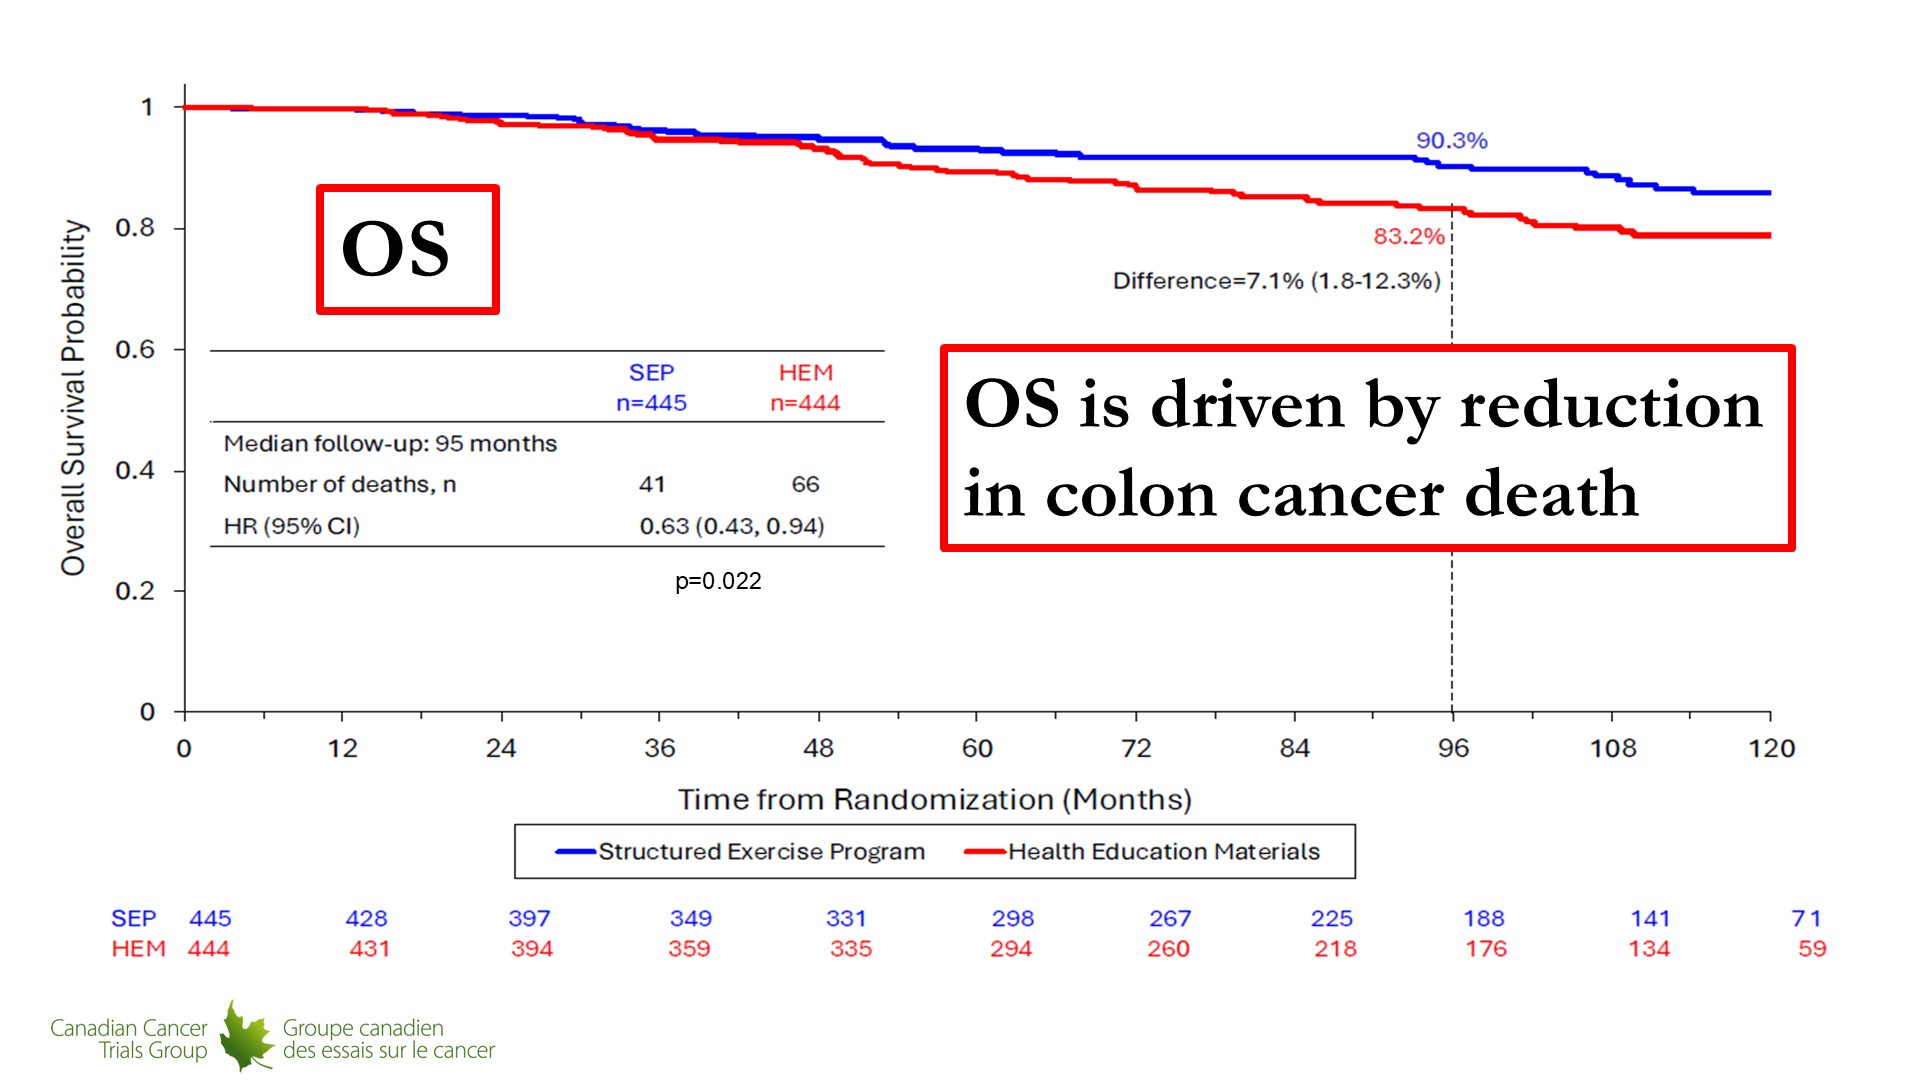 Overall Survival Probability
1
0.8
0.6
0.4
0.2
0
OS
90.3%
83.2%
Difference=7.1% (1.8-12.3%)
SEP HEM
n=445 n=444
Median follow-up: 95 months
Number of deaths, n 41 66
HR (95% CI) 0.63 (0.43, 0.94)
p=0.022
OS is driven by reduction
in colon cancer death
0 12 24 36 48 60 72 84 96 108 120
Time from Randomization (Months)
Structured Exercise Program Health Education Materials
SEP 445 428 397 349 331 298 267 225 188 141 71
HEM 444 431 394 359 335 294 260 218 176 134 59
Canadian Cancer
Trials Group
Groupe canadien
des essais sur le cancer